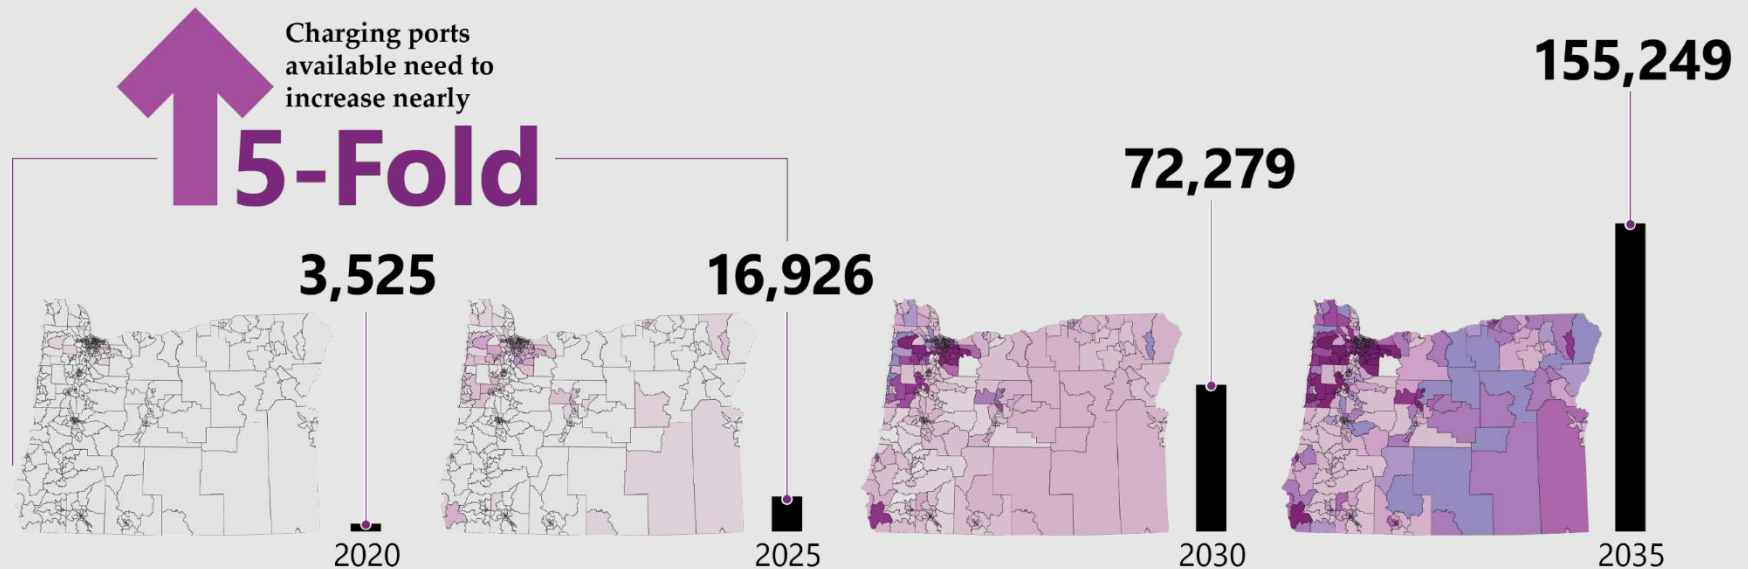 Charging ports
available need to
increase nearly
5-Fold
3,525
16,926
72,279
155,249
2020
2025
2030
2035